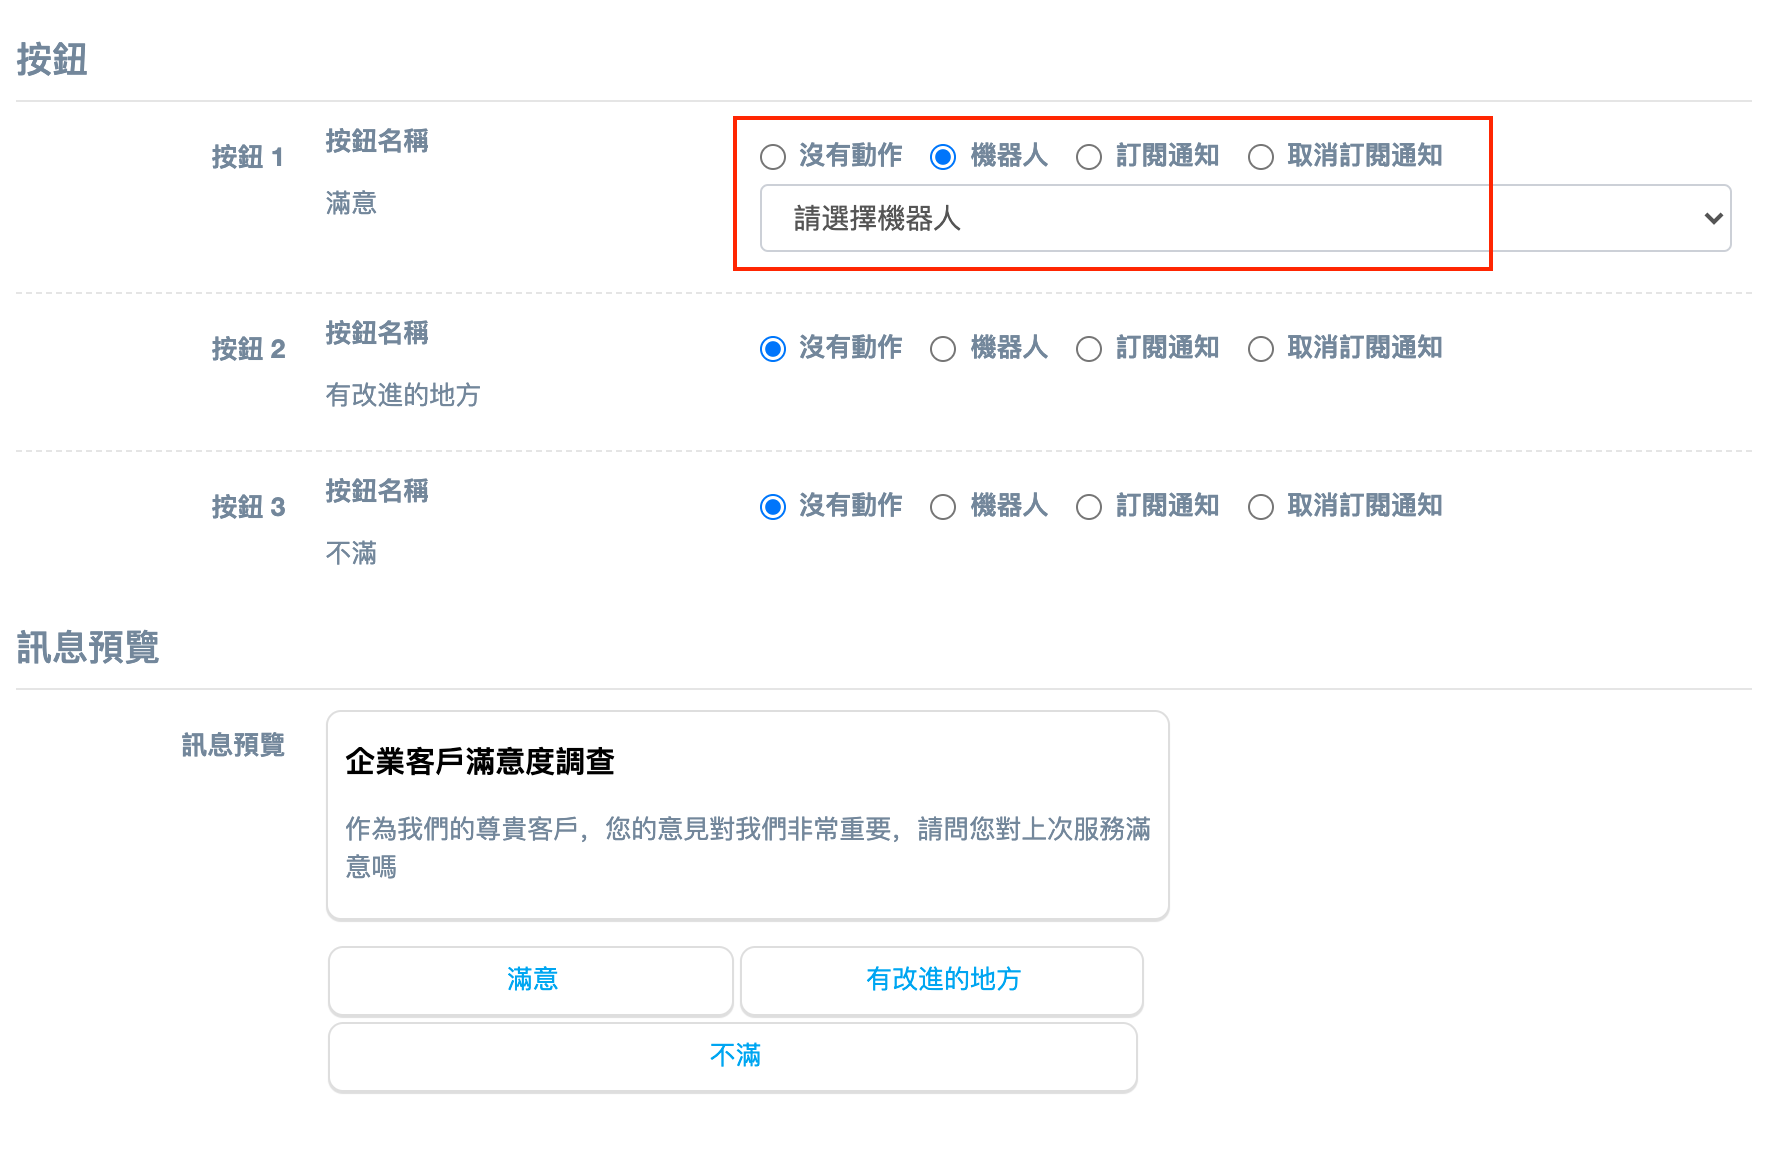 按鈕
按鈕 1
按鈕名稱
滿意
沒有動作 機器人 訂閱通知 取消訂閱通知
請選擇機器人
按鈕 2
按鈕名稱
有改進的地方
沒有動作 機器人 訂閱通知 取消訂閱通知
按鈕 3
按鈕名稱
不滿
沒有動作 機器人 訂閱通知 取消訂閱通知
訊息預覽
訊息預覽
企業客戶滿意度調查
作為我們的尊貴客戶，您的意見對我們非常重要，請問您對上次服務滿
意嗎
滿意 有改進的地方
不滿